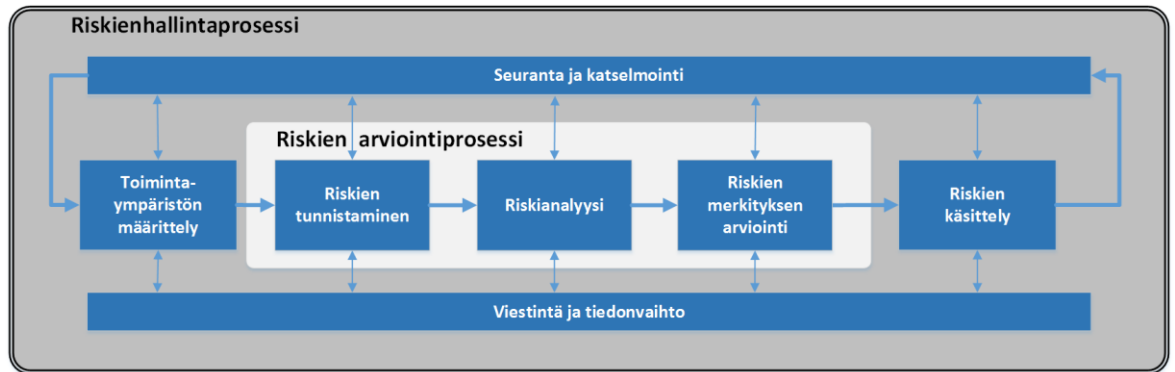 Riskienhallintaprosessi
Seuranta ja katselmointi
Riskien arviointiprosessi
Toiminta-
ympäristön
määrittely
Riskien
tunnistaminen
Riskianalyysi
Riskien
merkityksen
arviointi
Riskien
käsittely
Viestintä ja tiedonvaihto